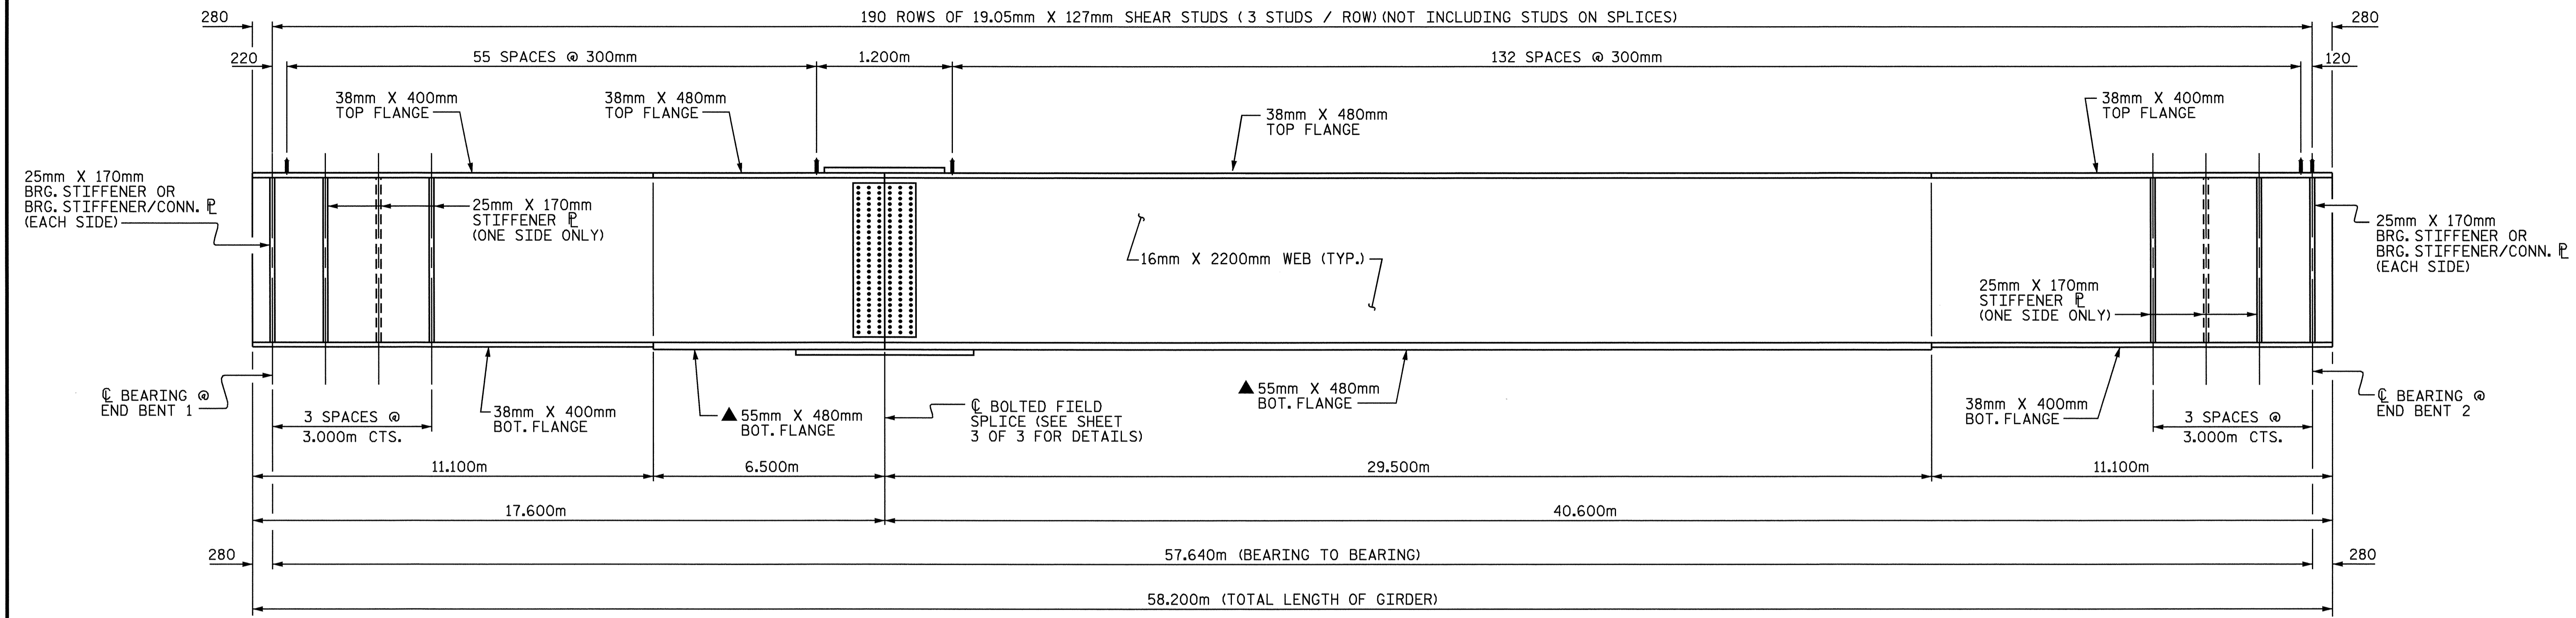 280
190 ROWS OF 19.05mm X 127mm SHEAR STUDS ( 3 STUDS / ROW) (NOT INCLUDING STUDS ON SPLICES)
280
220
55 SPACES @ 300mm
1.200m
132 SPACES @ 300mm
120
38mm X 400mm
TOP FLANGE
38mm X 480mm
TOP FLANGE
38mm X 480mm
TOP FLANGE
38mm X 400mm
TOP FLANGE
25mm X 170mm
BRG. STIFFENER OR
BRG. STIFFENER/CONN. ℄
(EACH SIDE)
25mm X 170mm
STIFFENER ℄
(ONE SIDE ONLY)
16mm X 2200mm WEB (TYP.)
25mm X 170mm
STIFFENER ℄
(ONE SIDE ONLY)
25mm X 170mm
BRG. STIFFENER OR
BRG. STIFFENER/CONN. ℄
(EACH SIDE)
℄ BEARING @
END BENT 1
3 SPACES @
3.000m CTS.
38mm X 400mm
BOT. FLANGE
▲ 55mm X 480mm
BOT. FLANGE
℄ BOLTED FIELD
SPLICE (SEE SHEET
3 OF 3 FOR DETAILS)
▲ 55mm X 480mm
BOT. FLANGE
38mm X 400mm
BOT. FLANGE
3 SPACES @
3.000m CTS.
℄ BEARING @
END BENT 2
11.100m
6.500m
29.500m
11.100m
17.600m
40.600m
280
57.640m (BEARING TO BEARING)
280
58.200m (TOTAL LENGTH OF GIRDER)